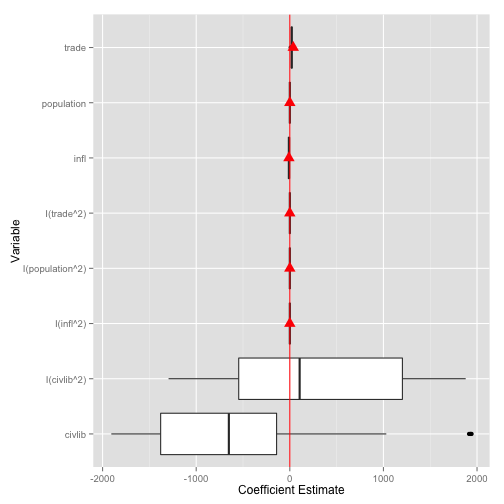 trade
population
infl
I(trade^2)
I(population^2)
I(infl^2)
I(civlib^2)
civlib
Variable
-2000
-1000
0
1000
2000
Coefficient Estimate